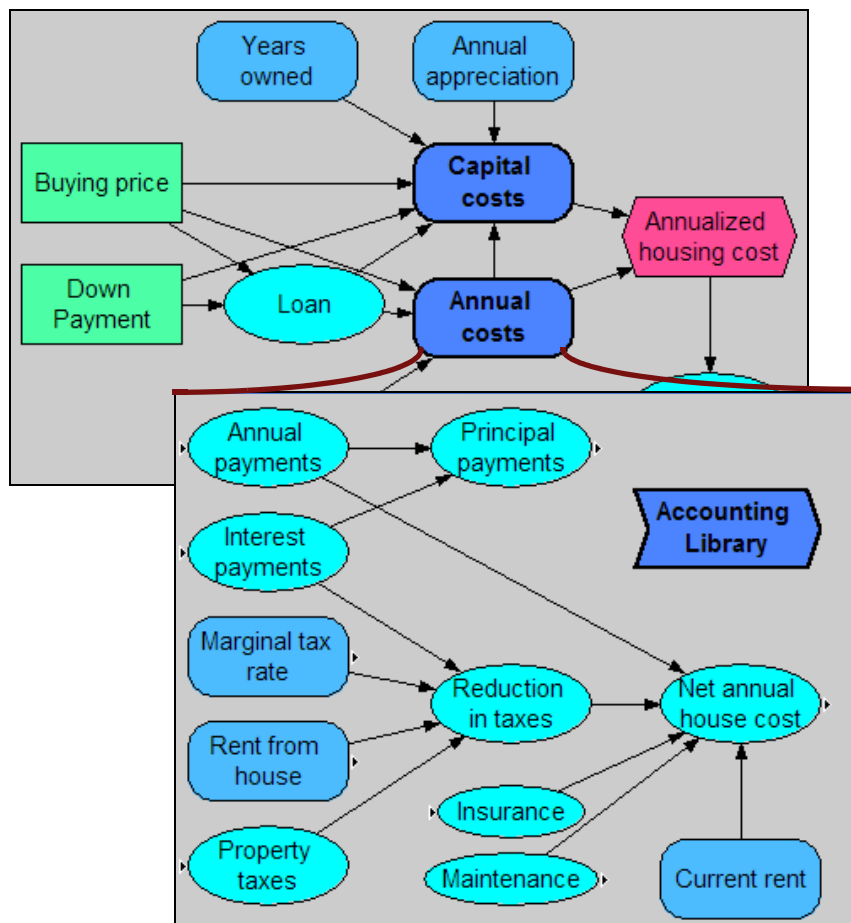 Years
owned
Annual
appreciation
Buying price
Capital
costs
Annualized
housing cost
Down
Payment
Loan
Annual
costs
Annual
payments
Principal
payments
Accounting
Library
Interest
payments
Marginal tax
rate
Reduction
in taxes
Net annual
house cost
Rent from
house
Insurance
Property
taxes
Maintenance
Current rent